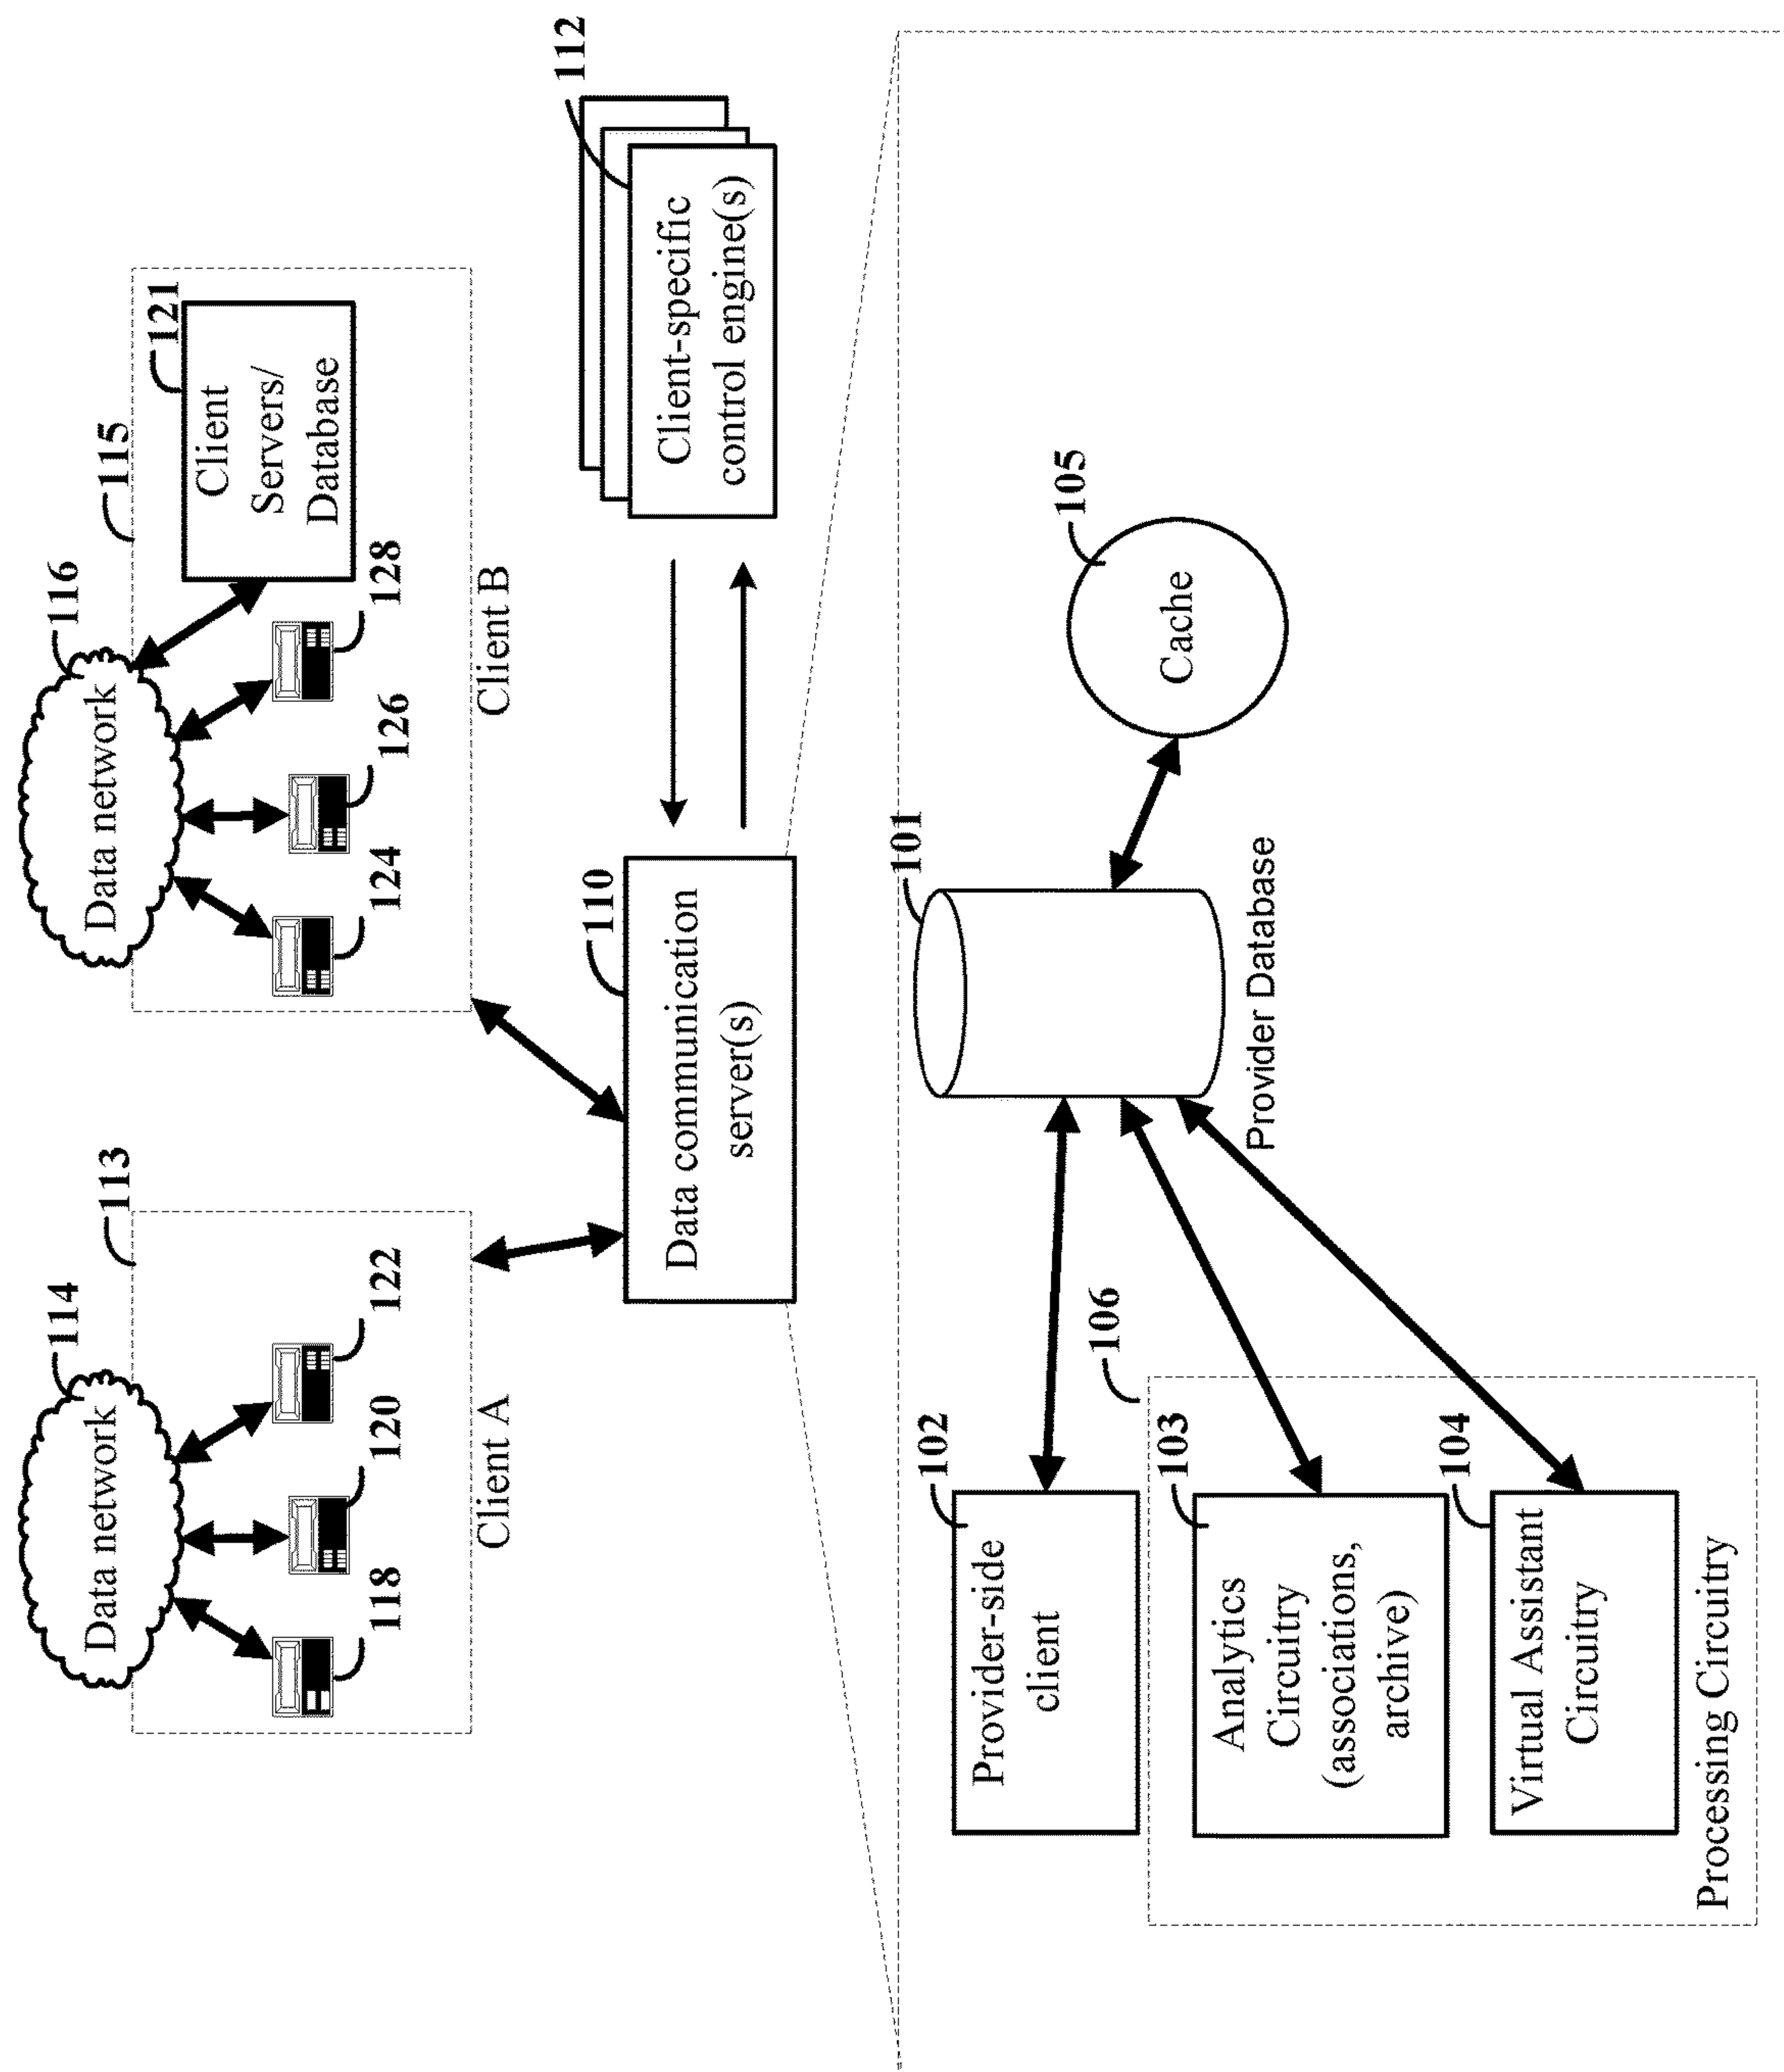 114
Data network
113
118
120
122
Client A
116
Data network
115
121
Client
Servers/
Database
124
126
128
Client B
110
Data communication
server(s)
112
Client-specific
control engine(s)
102
Provider-side
client
106
103
Analytics
Circuitry
(associations,
archive)
104
Virtual Assistant
Circuitry
Processing Circuitry
101
Provider Database
105
Cache